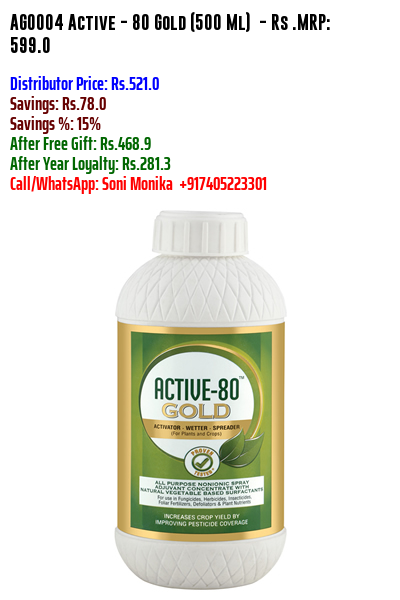 AG0004 Active - 80 Gold (500 Ml)  - Rs .MRP:
599.0
Distributor Price: Rs.521.0
Savings: Rs.78.0
Savings %: 15%
After Free Gift: Rs.468.9
After Year Loyalty: Rs.281.3
Call/WhatsApp: Soni Monika  +917405223301
ACTIVE-80™
GOLD
ACTIVATOR - WETTER - SPREADER
(For Plants and Crops)
PROVEN
TESTED
ALL PURPOSE NONIONIC SPRAY
ADJUVANT CONCENTRATE WITH
NATURAL VEGETABLE BASED SURFACTANTS
For use in Fungicides, Herbicides, Insecticides,
Foliar Fertilizers, Defoliators & Plant Nutrients
INCREASES CROP YIELD BY
IMPROVING PESTICIDE COVERAGE